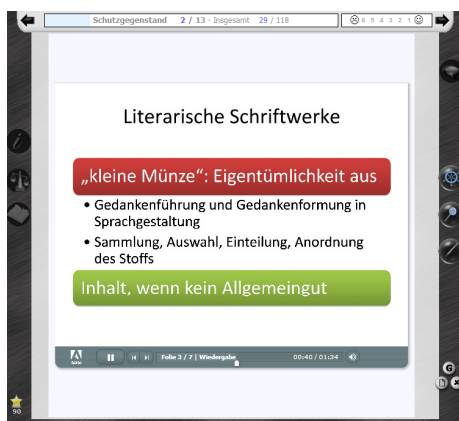 Schutzgegenstand 2 / 13 - Insgesamt 29 / 118
6 5 4 3 2 1
Literarische Schriftwerke
„kleine Münze“: Eigentümlichkeit aus
• Gedankenführung und Gedankenformung in
Sprachgestaltung
• Sammlung, Auswahl, Einteilung, Anordnung
des Stoffs
Inhalt, wenn kein Allgemeingut
Folie 3 / 7 | Wiedergabe 00:40 / 01:34
G
90